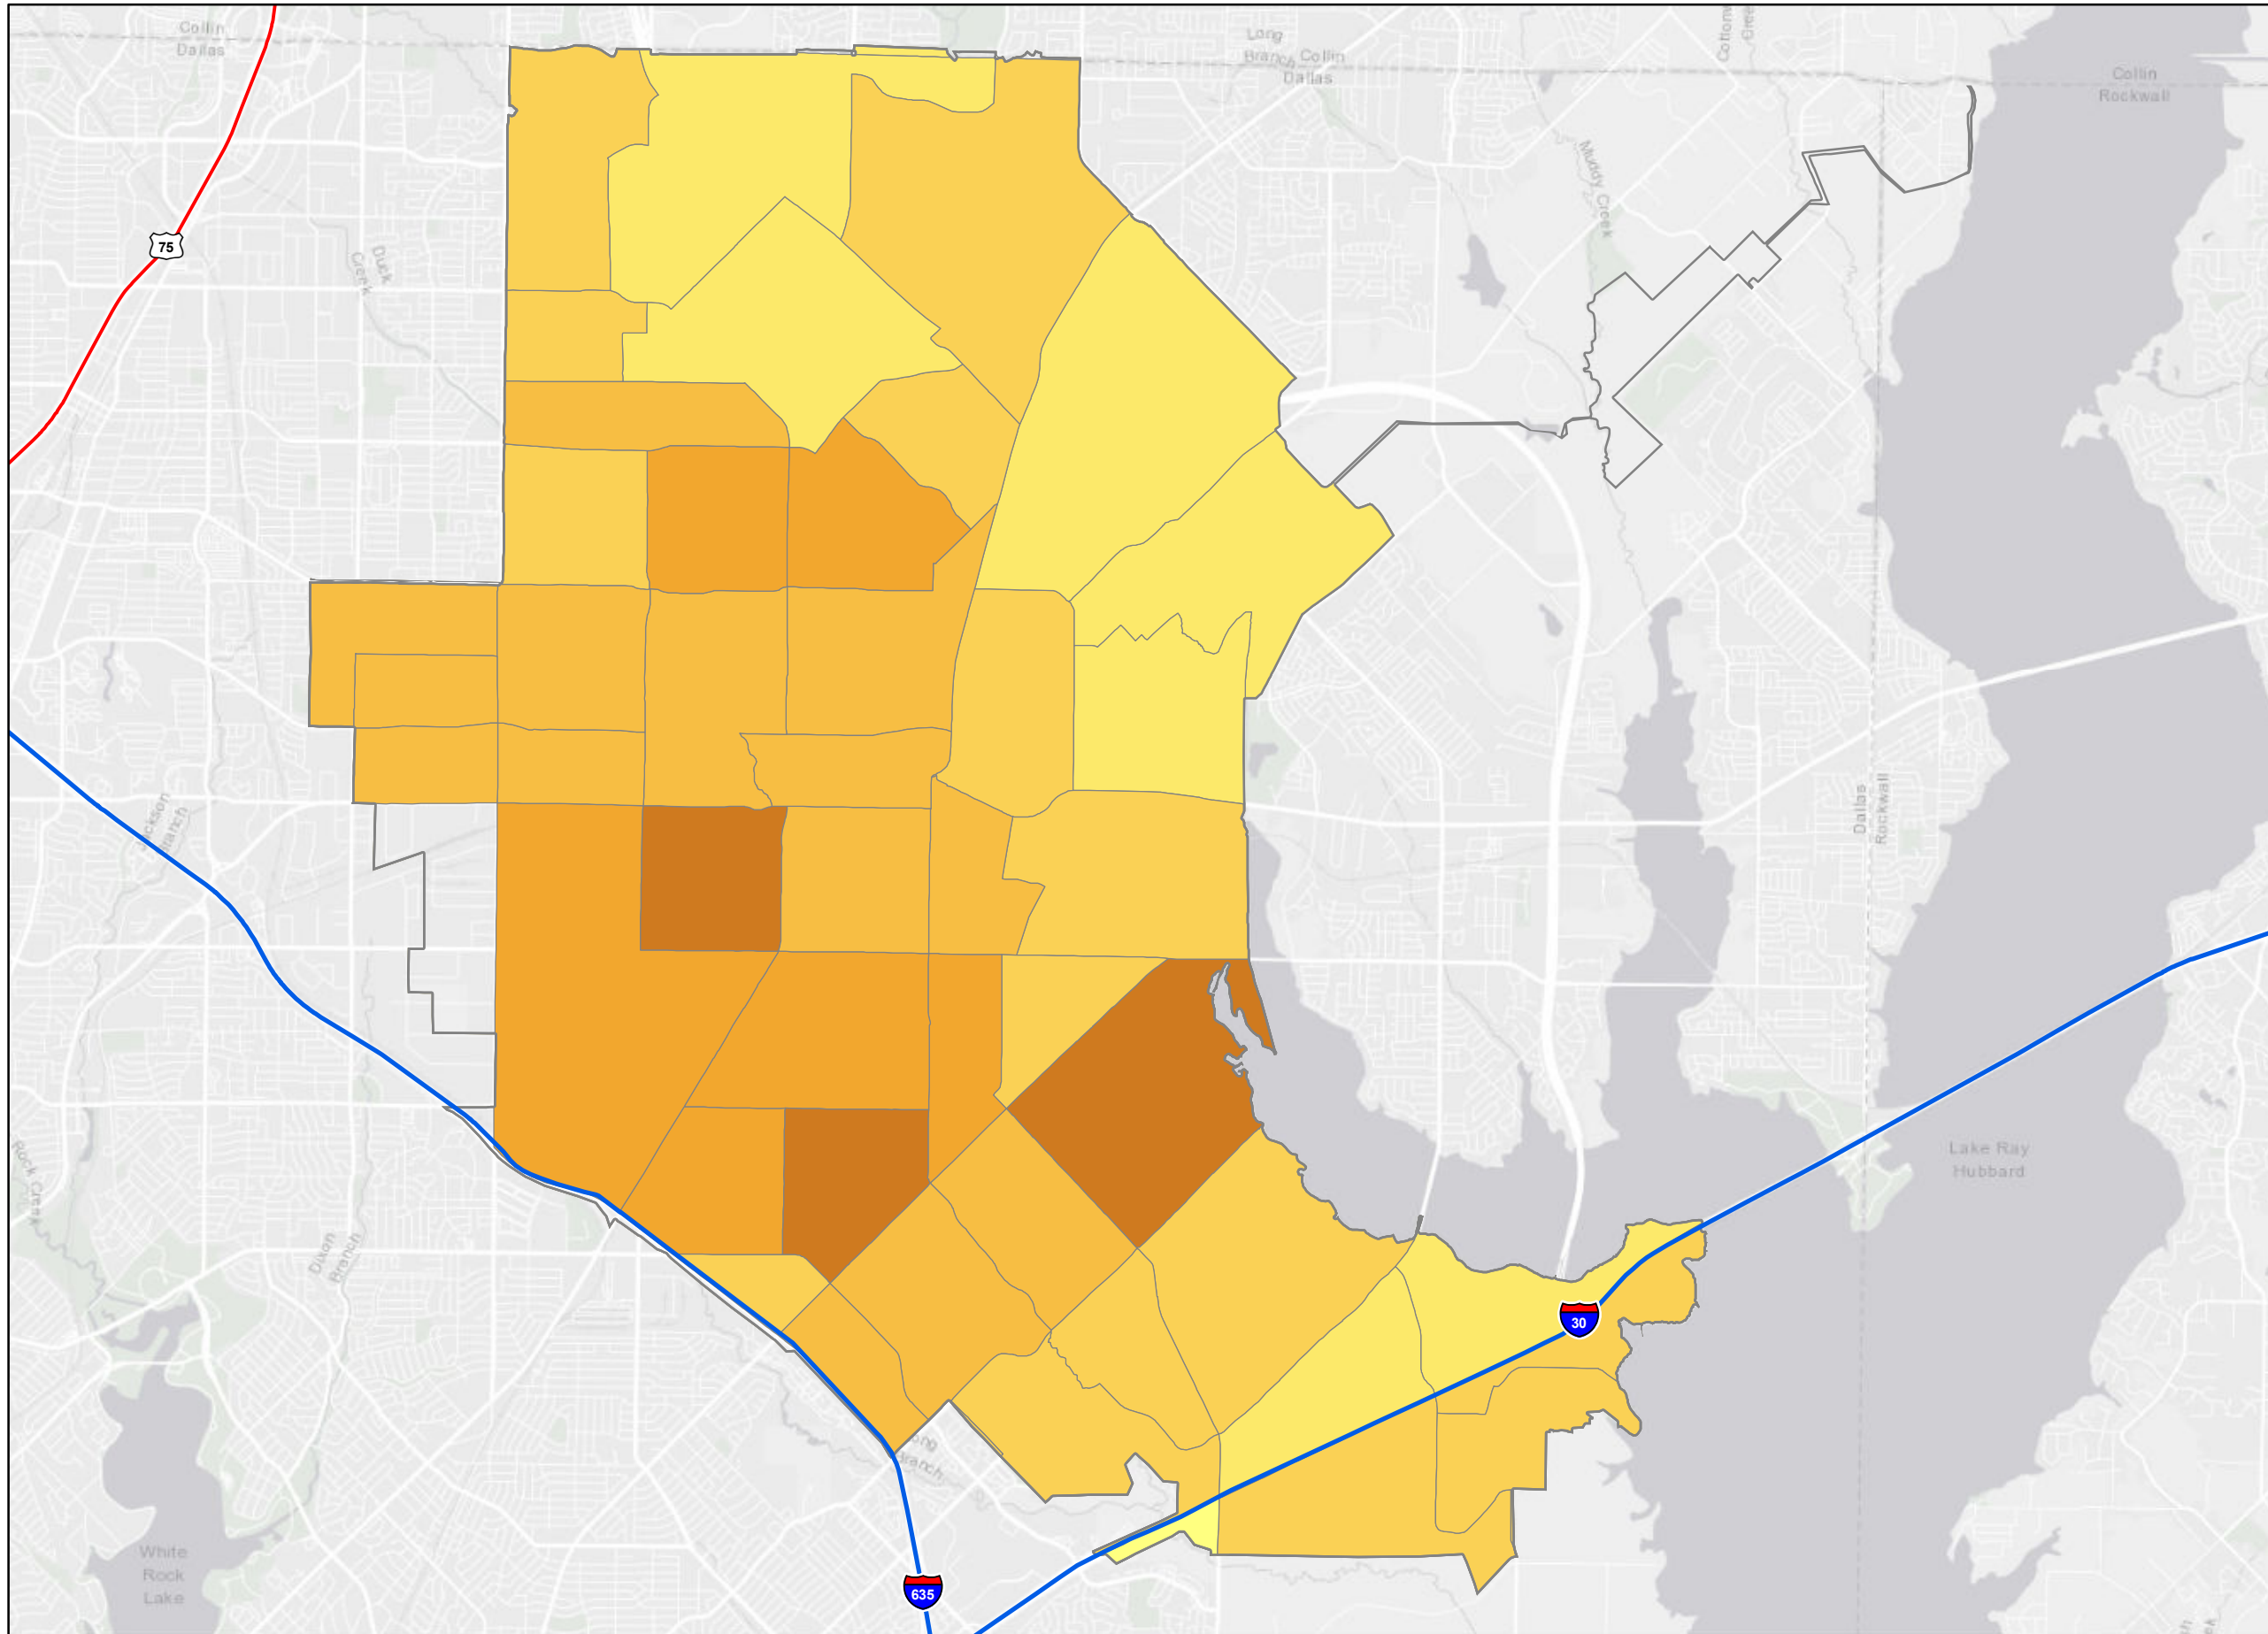 Collin
Dallas
Long
Branch
Collin
Dallas
Collin
Rockwall
Muddy Creek
75
Duck
Creek
Dallas
Rockwall
Jackson
Branch
Lake Ray
Hubbard
Rock Creek
Dixon
Branch
30
Long
Branch
White
Rock
Lake
635